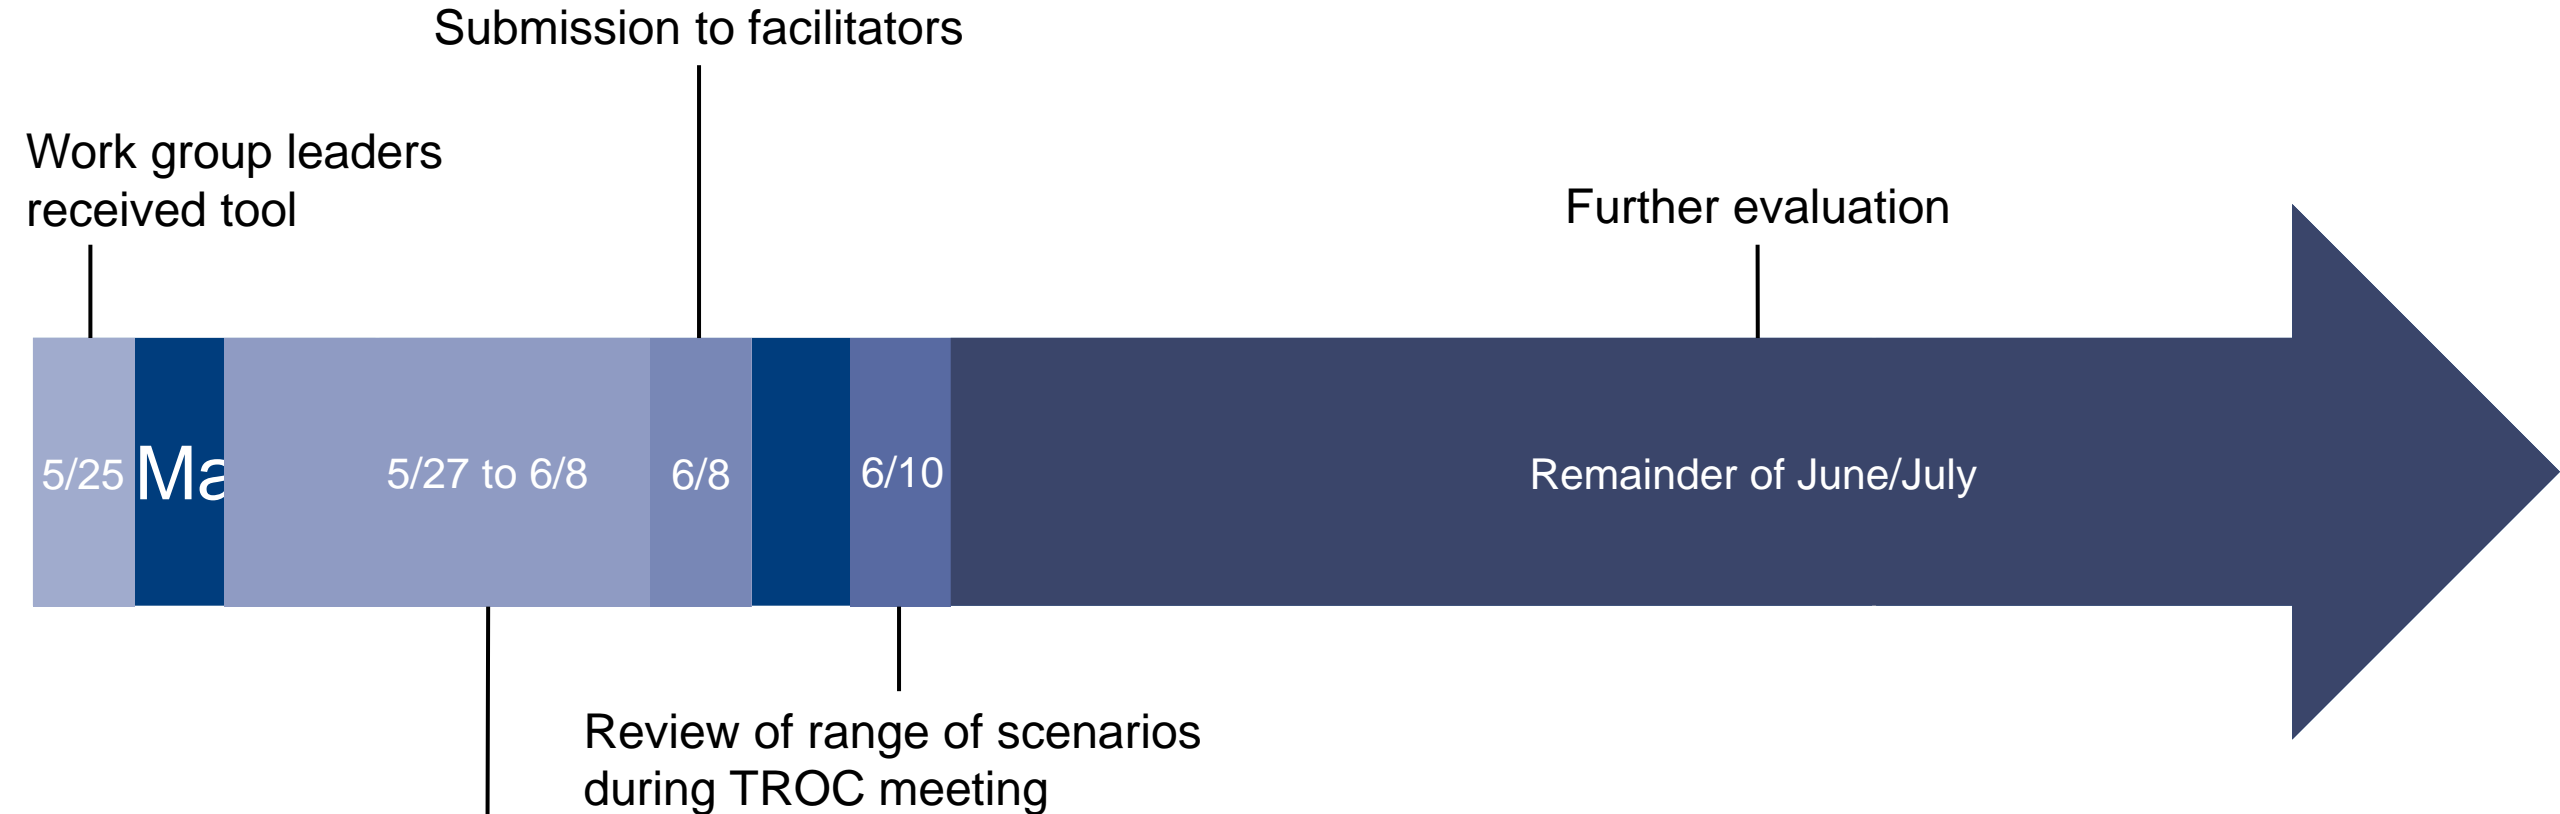 Submission to facilitators
Work group leaders
received tool
Further evaluation
5/25
Ma
5/27 to 6/8
6/8
6/10
Remainder of June/July
Review of range of scenarios
during TROC meeting